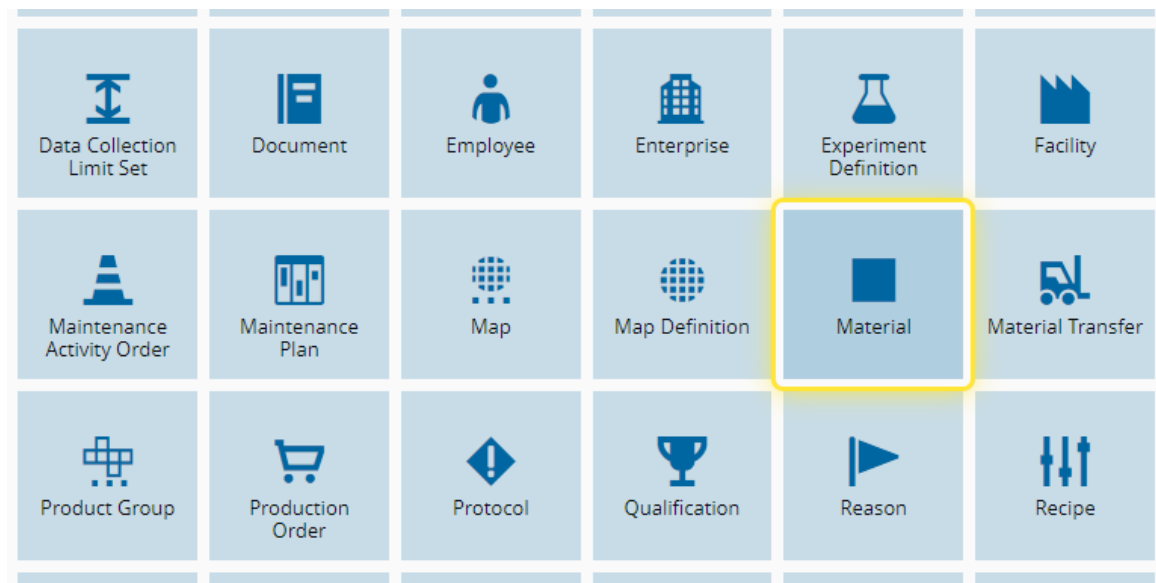 Data Collection
Limit Set
Document
Employee
Enterprise
Experiment
Definition
Facility
Maintenance
Activity Order
Maintenance
Plan
Map
Map Definition
Material
Material Transfer
Product Group
Production
Order
Protocol
Qualification
Reason
Recipe